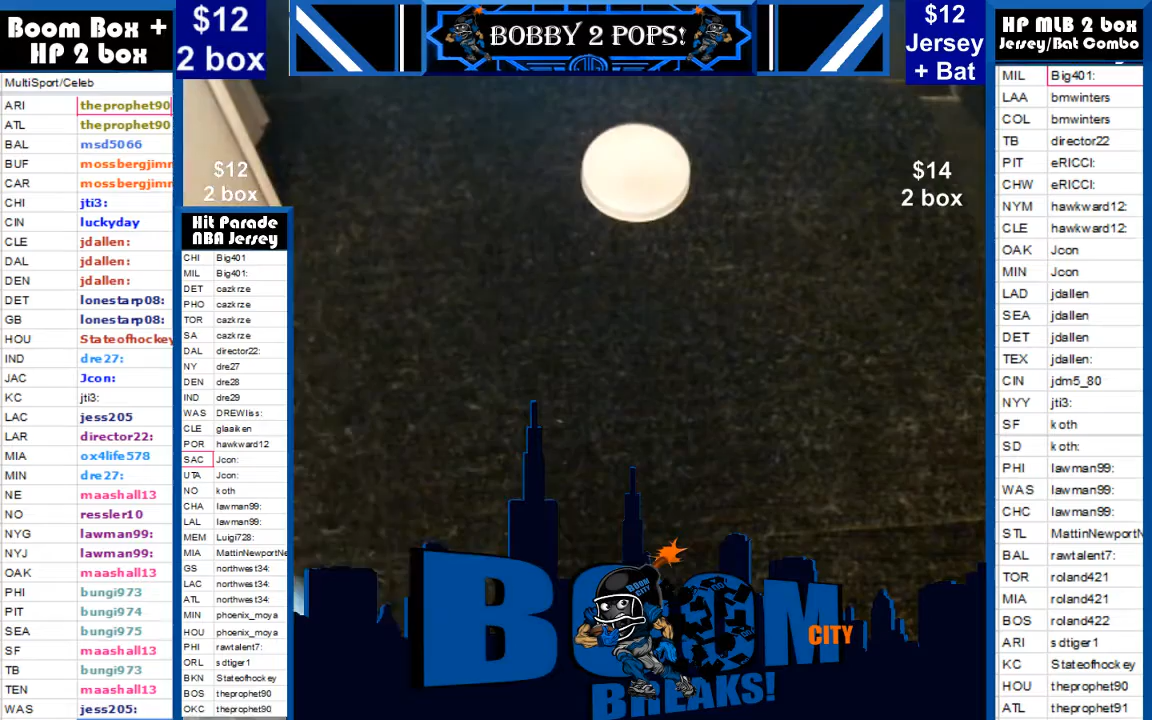 Boom Box +
HP 2 box
MultiSport/Celeb
ARI theprophet90
ATL theprophet90
BAL msd5066
BUF mossbergjimm
CAR mossbergjimm
CHI jti3:
CIN luckyday
CLE jdallen:
DAL jdallen:
DEN jdallen:
DET lonestarp08:
GB lonestarp08:
HOU Stateofhockey
IND dre27:
JAC Jcon:
KC jti3:
LAC jess205
LAR director22:
MIA ox4life578
MIN dre27:
NE maashall13
NO ressler10
NYG lawman99:
NYJ lawman99:
OAK maashall13
PHI bungi973
PIT bungi974
SEA bungi975
SF maashall13
TB bungi973
TEN maashall13
WAS jess205:
$12
2 box
$12
2 box
Hit Parade
NBA Jersey
CHI Big401
MIL Big401:
DET cazkrze
PHO cazkrze
TOR cazkrze
SA cazkrze
DAL director22:
NY dre27
DEN dre28
IND dre29
WAS DREWliss:
CLE glaaiken
POR hawkward12
SAC Jcon:
UTA Jcon:
NO koth
CHA lawman99:
LAL lawman99:
MEM Luigi728:
MIA MattinNewportNe
GS northwest34:
LAC northwest34:
ATL northwest34:
MIN phoenix_moya
HOU phoenix_moya
PHI rawtalent7:
ORL sdtiger1
BKN Stateofhockey
BOS theprophet90
OKC theprophet90
BOBBY 2 POPS!
BOOM
CITY
BREAKS!
BOOM
CITY
$12
Jersey
+ Bat
$14
2 box
HP MLB 2 box
Jersey/Bat Combo
MIL Big401:
LAA bmwinters
COL bmwinters
TB director22
PIT eRICCI:
CHW eRICCI:
NYM hawkward12:
CLE hawkward12:
OAK Jcon
MIN Jcon
LAD jdallen
SEA jdallen
DET jdallen
TEX jdallen:
CIN jdm5_80
NYY jti3:
SF koth
SD koth:
PHI lawman99:
WAS lawman99:
CHC lawman99:
STL MattinNewportN
BAL rawtalent7:
TOR roland421
MIA roland421
BOS roland422
ARI sdtiger1
KC Stateofhockey
HOU theprophet90
ATL theprophet91